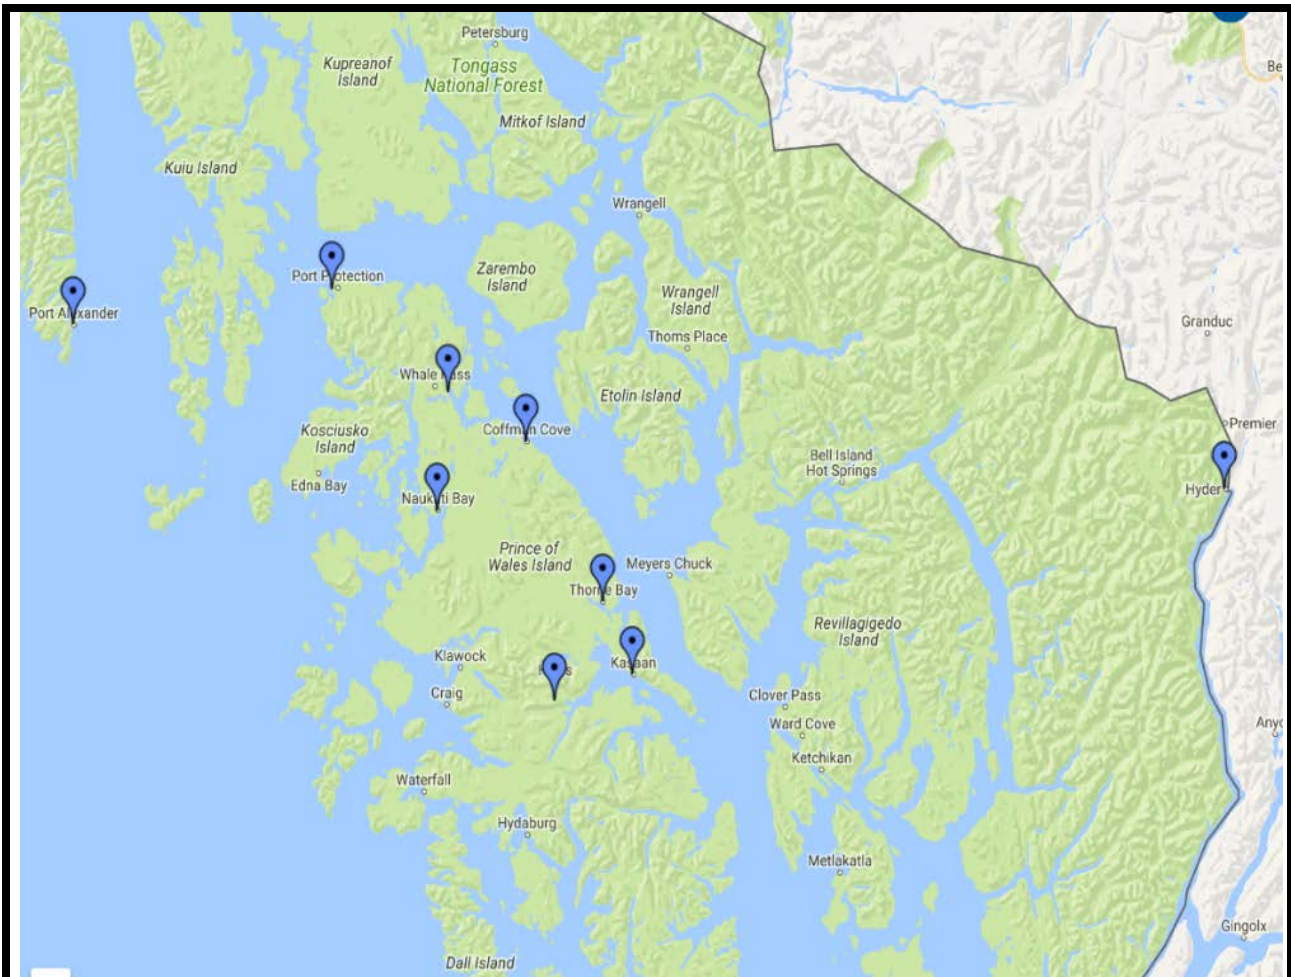 Petersburg
Kupreanof
Island
Tongass
National Forest
Be
Mitkof Island
Kuiu Island
Wrangell
Port Protection
Zarembo
Island
Wrangell
Island
Port Alexander
Granduc
Thoms Place
Whale Pass
Etolin Island
Coffman Cove
Kosciusko
Island
Premier
Bell Island
Hot Springs
Edna Bay
Hyder
Naukati Bay
Prince of
Wales Island
Meyers Chuck
Thorne Bay
Revillagigedo
Island
Klawock
Kasaan
Craig
Clover Pass
Ward Cove
Anyo
Ketchikan
Waterfall
Hydaburg
Metlakatla
Gingolx
Dall Island